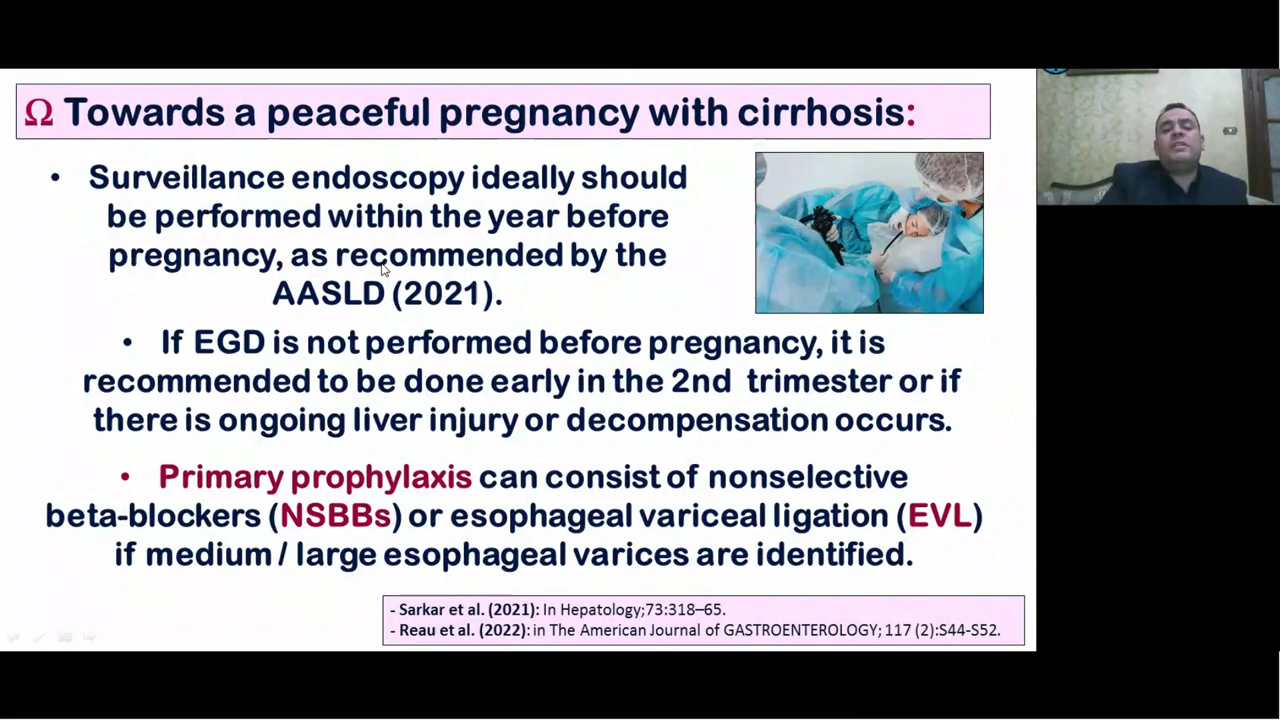 Ω Towards a peaceful pregnancy with cirrhosis:
• Surveillance endoscopy ideally should
be performed within the year before
pregnancy, as recommended by the
AASLD (2021).
• If EGD is not performed before pregnancy, it is
recommended to be done early in the 2nd trimester or if
there is ongoing liver injury or decompensation occurs.
• Primary prophylaxis can consist of nonselective
beta-blockers (NSBBs) or esophageal variceal ligation (EVL)
if medium / large esophageal varices are identified.
- Sarkar et al. (2021): In Hepatology;73:318–65.
- Reau et al. (2022): in The American Journal of GASTROENTEROLOGY; 117 (2):S44-S52.